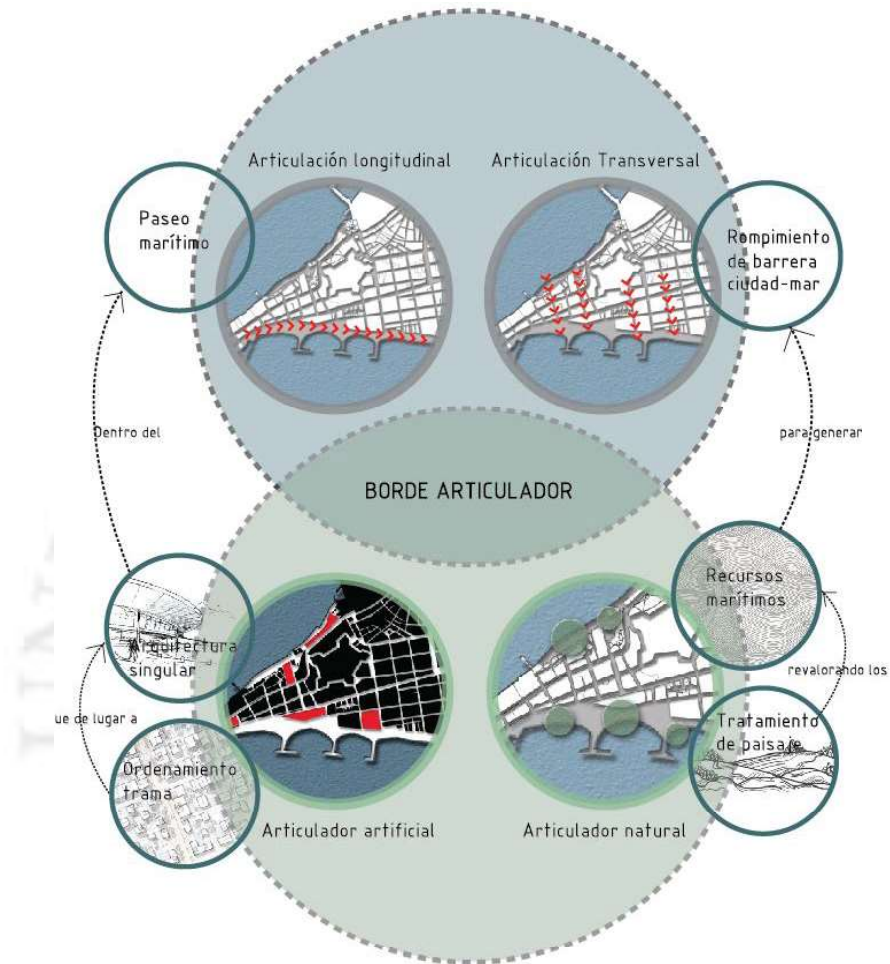 Articulación longitudinal
Articulación Transversal
Paseo
marítimo
Rompimiento
de barrera
ciudad-mar
Dentro del
para generar
BORDE ARTICULADOR
Arquitectura
singular
Recursos
marítimos
revalorando los
ue de lugar a
Tratamiento
de paisaje
Ordenamiento
trama
Articulador artificial
Articulador natural